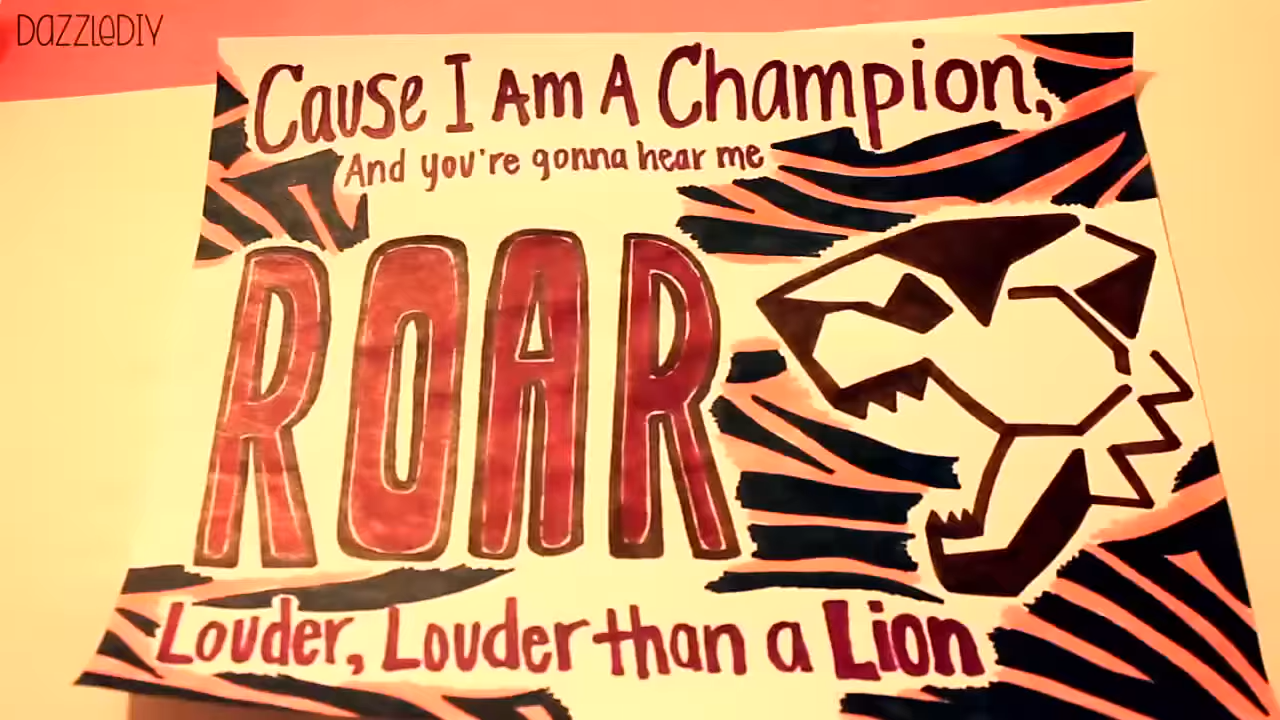 DAZZLeDIY
Cause I Am A Champion,
And you're gonna hear me
ROAR
Louder, Louder than a Lion